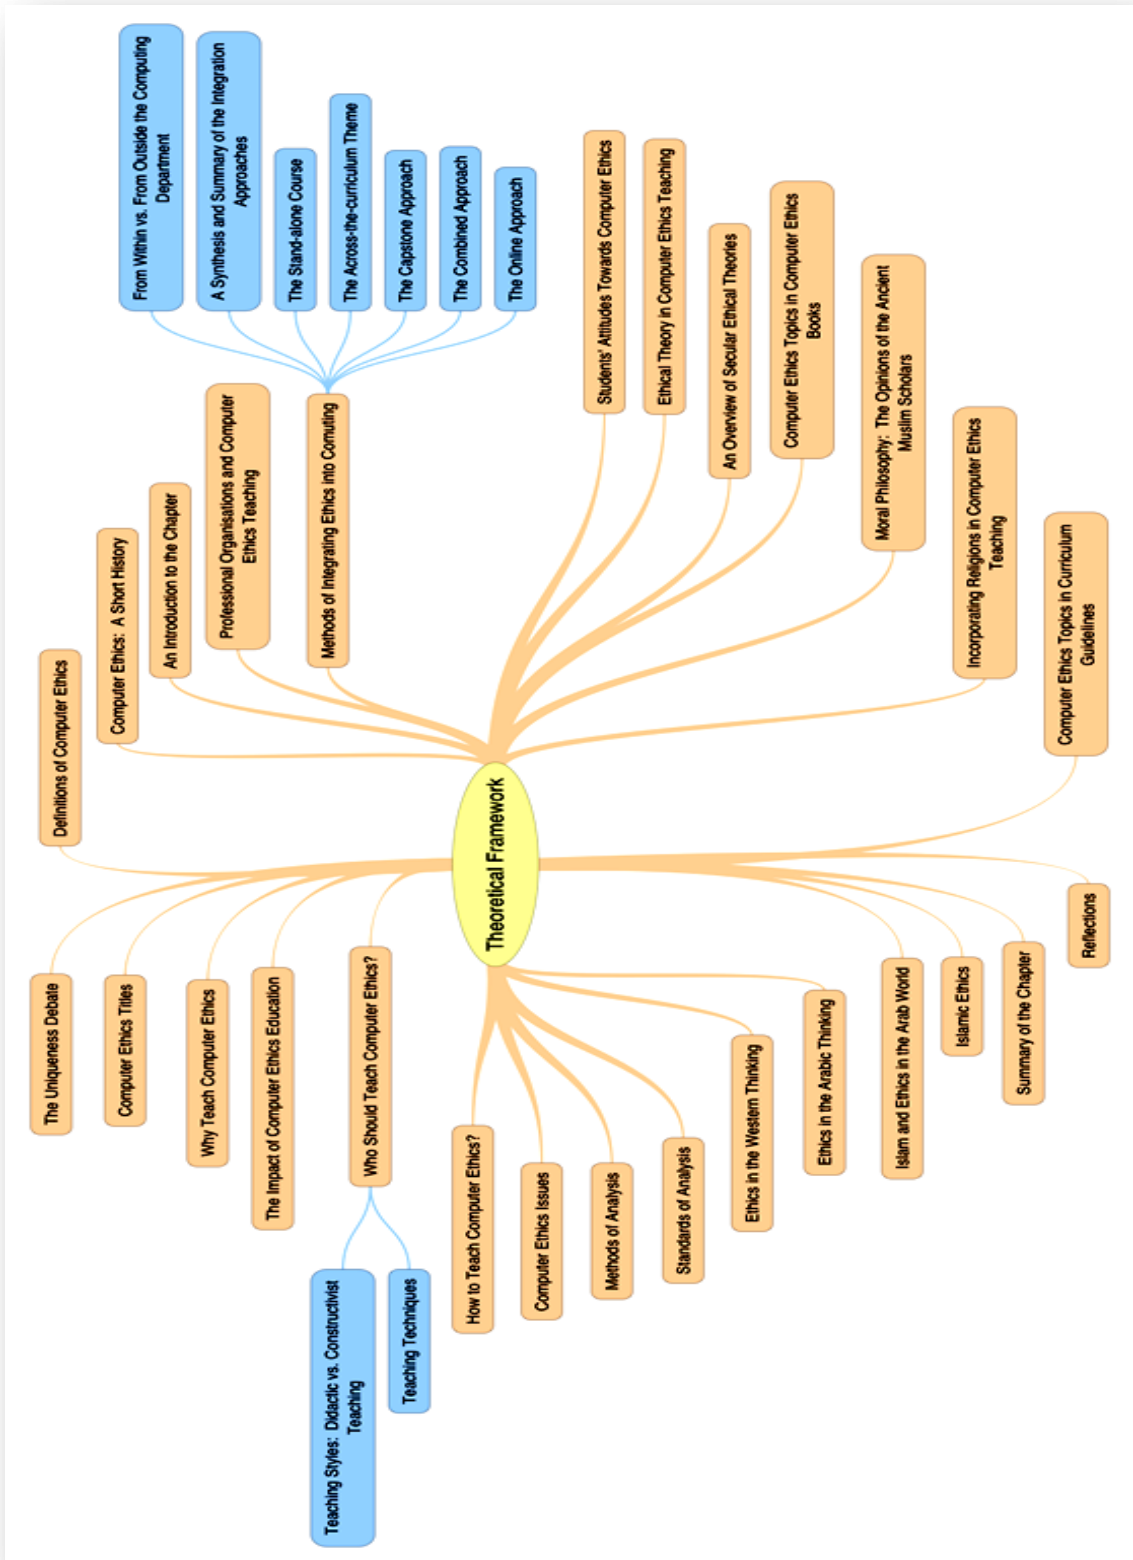 From Within vs. From Outside the Computing
Department
A Synthesis and Summary of the Integration
Approaches
The Stand-alone Course
The Across-the-curriculum Theme
The Capstone Approach
The Combined Approach
The Online Approach
Definitions of Computer Ethics
Computer Ethics: A Short History
An Introduction to the Chapter
Professional Organisations and Computer
Ethics Teaching
Methods of Integrating Ethics into Comuting
Students' Attitudes Towards Computer Ethics
Ethical Theory in Computer Ethics Teaching
An Overview of Secular Ethical Theories
Computer Ethics Topics in Computer Ethics
Books
Moral Philosophy: The Opinions of the Ancient
Muslim Scholars
Incorporating Religions in Computer Ethics
Teaching
Computer Ethics Topics in Curriculum
Guidelines
Theoretical Framework
The Uniqueness Debate
Computer Ethics Titles
Why Teach Computer Ethics
The Impact of Computer Ethics Education
Who Should Teach Computer Ethics?
Teaching Styles: Didactic vs. Constructivist
Teaching
Teaching Techniques
How to Teach Computer Ethics?
Computer Ethics Issues
Methods of Analysis
Standards of Analysis
Ethics in the Western Thinking
Ethics in the Arabic Thinking
Islam and Ethics in the Arab World
Islamic Ethics
Summary of the Chapter
Reflections